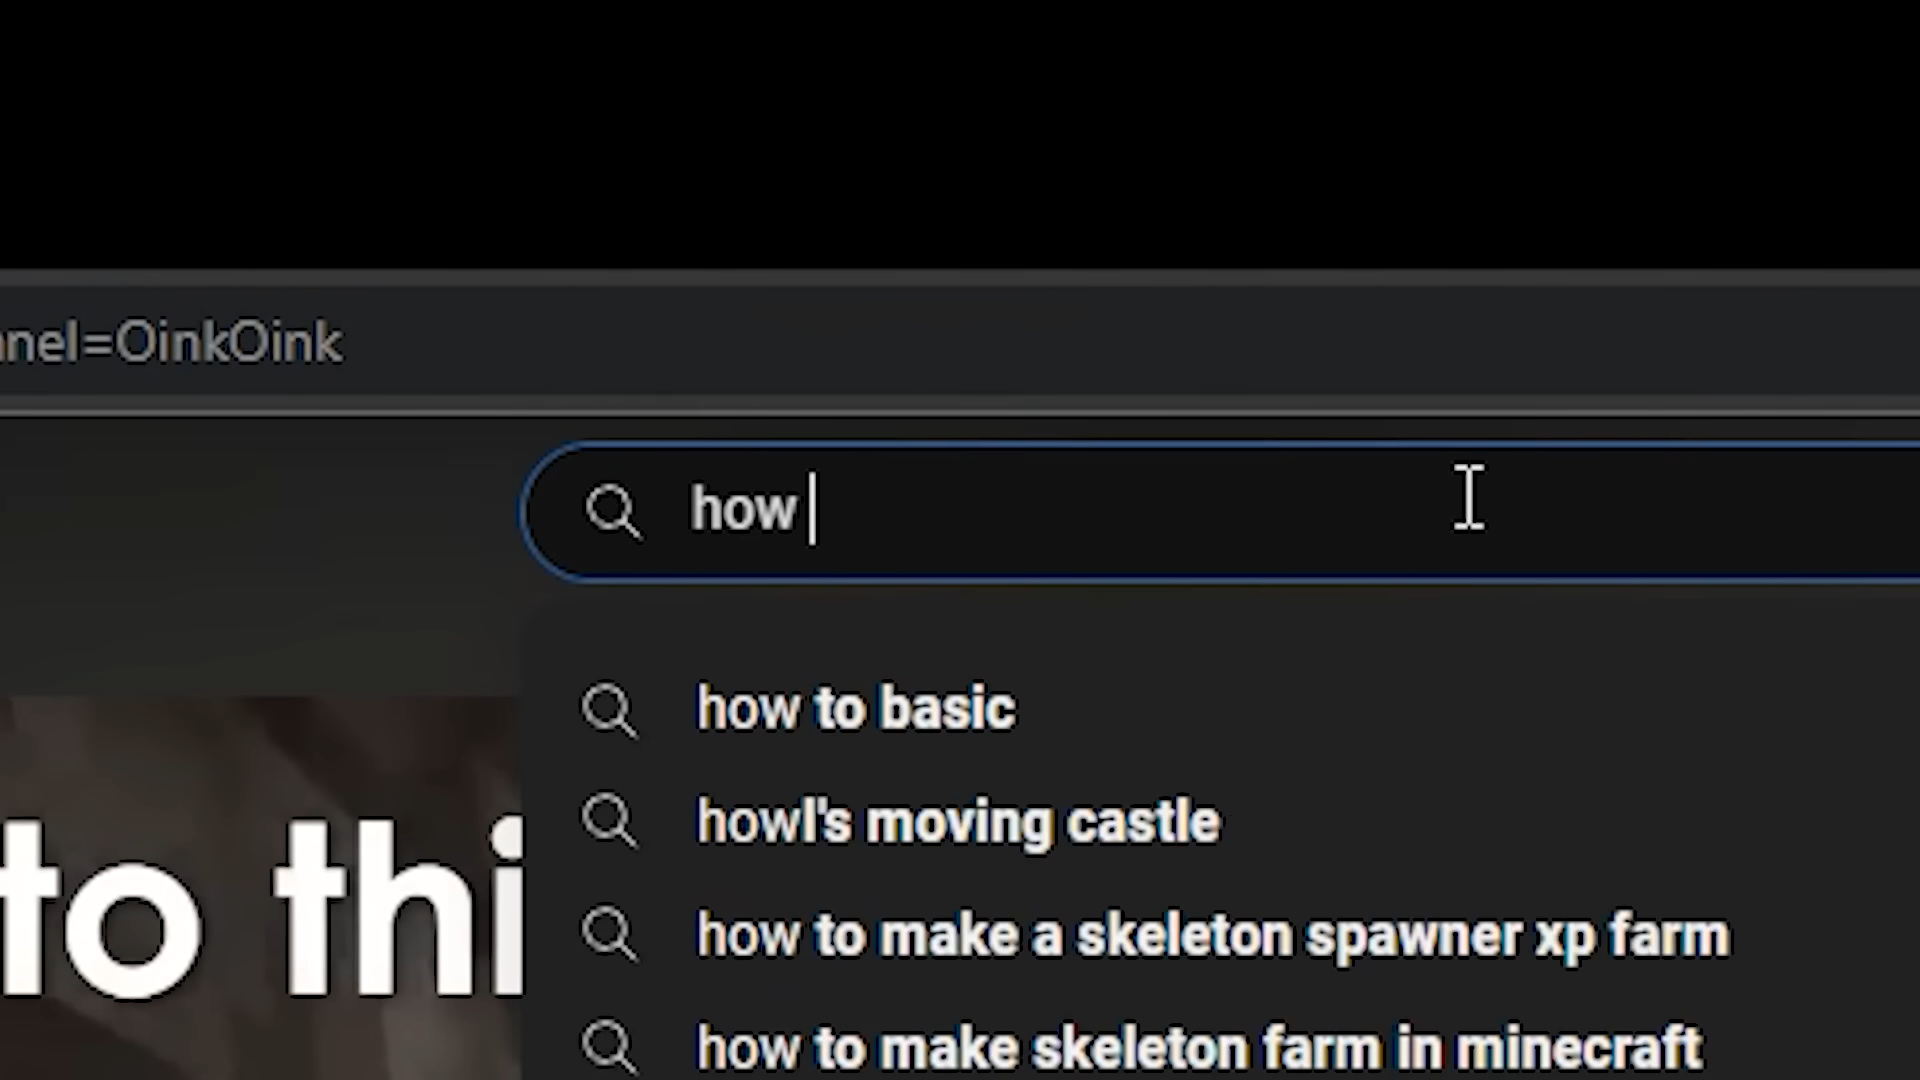 nnel=OinkOink
how
how to basic
howl's moving castle
how to make a skeleton spawner xp farm
how to make skeleton farm in minecraft
to thi